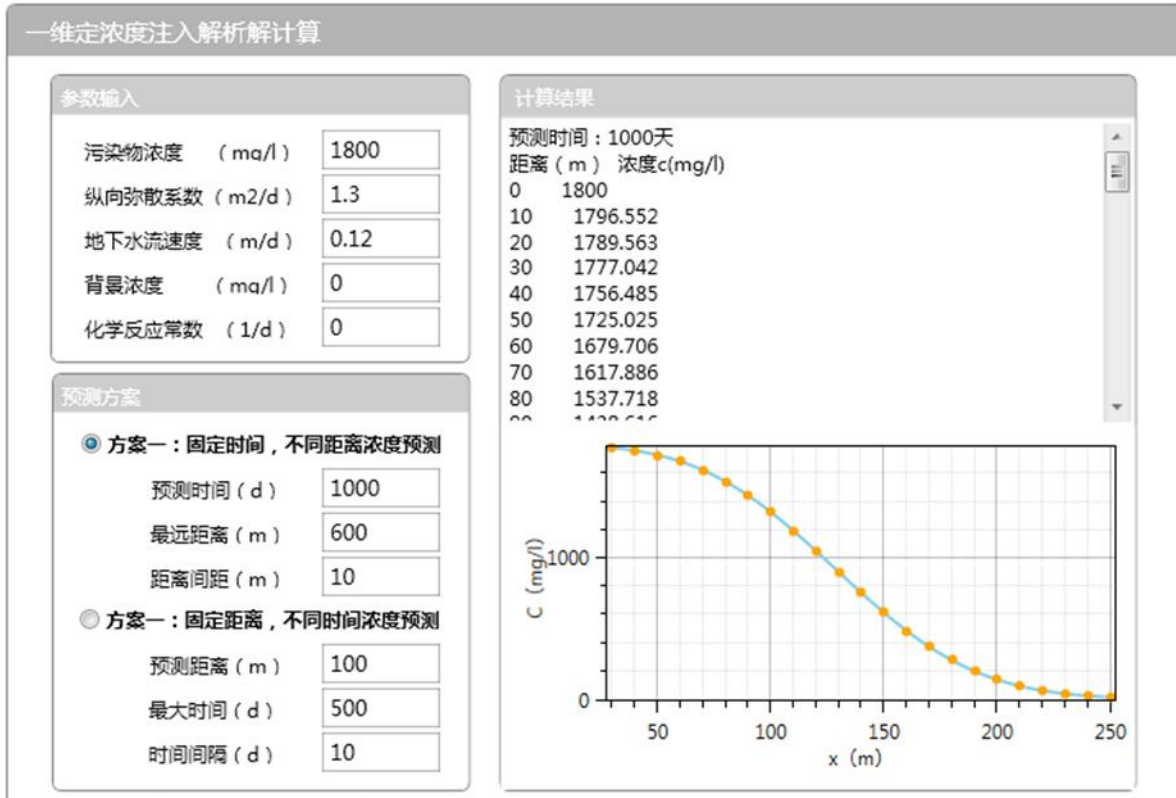 一维定浓度注入解析解计算
参数输入
污染物浓度 （mg/l） 1800
纵向弥散系数（m2/d） 1.3
地下水流速度 （m/d） 0.12
背景浓度 （mg/l） 0
化学反应常数 （1/d） 0
预测方案
方案一：固定时间，不同距离浓度预测
预测时间（d） 1000
最远距离（m） 600
距离间距（m） 10
方案一：固定距离，不同时间浓度预测
预测距离（m） 100
最大时间（d） 500
时间间隔（d） 10
计算结果
预测时间：1000天
距离（m） 浓度c(mg/l)
0 1800
10 1796.552
20 1789.563
30 1777.042
40 1756.485
50 1725.025
60 1679.706
70 1617.886
80 1537.718
C (mg/l)
1000
0
50 100 150 200 250
x (m)